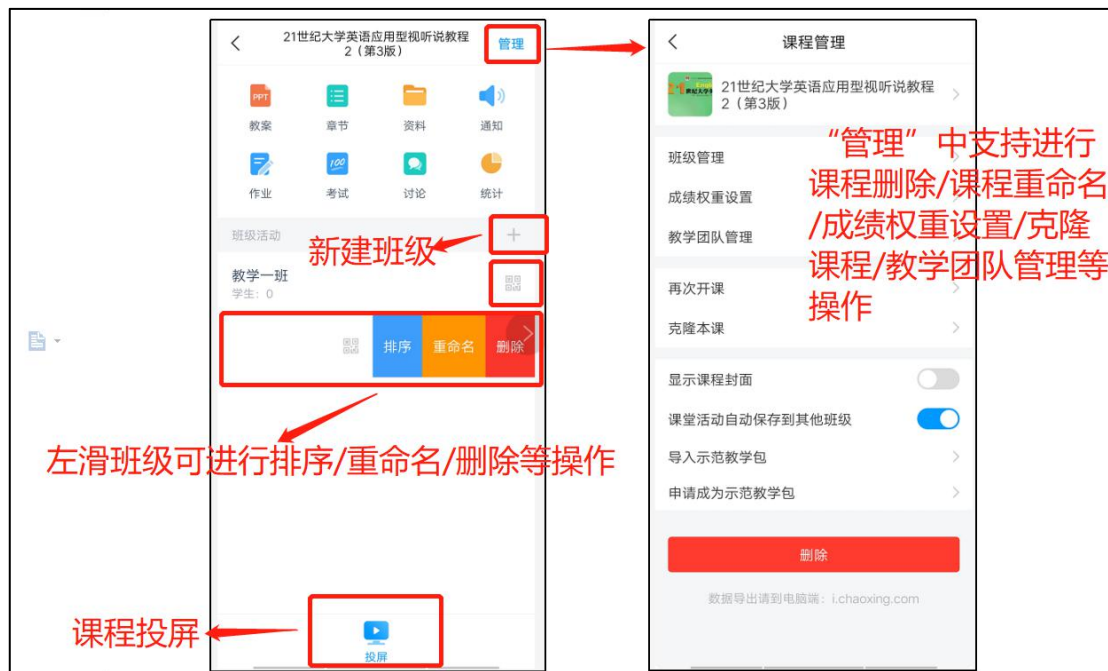 21世纪大学英语应用型视听说教程
2（第3版）
管理
PPT
教案
章节
资料
通知
100
作业
考试
讨论
统计
班级活动
新建班级
教学一班
学生：0
排序
重命名
删除
左滑班级可进行排序/重命名/删除等操作
课程投屏
投屏
课程管理
21世纪大学英语应用型视听说教程
2（第3版）
“管理”中支持进行
课程删除/课程重命名
/成绩权重设置/克隆
课程/教学团队管理等
操作
班级管理
成绩权重设置
教学团队管理
再次开课
克隆本课
显示课程封面
课堂活动自动保存到其他班级
导入示范教学包
申请成为示范教学包
删除
数据导出请到电脑端：i.chaoxing.com